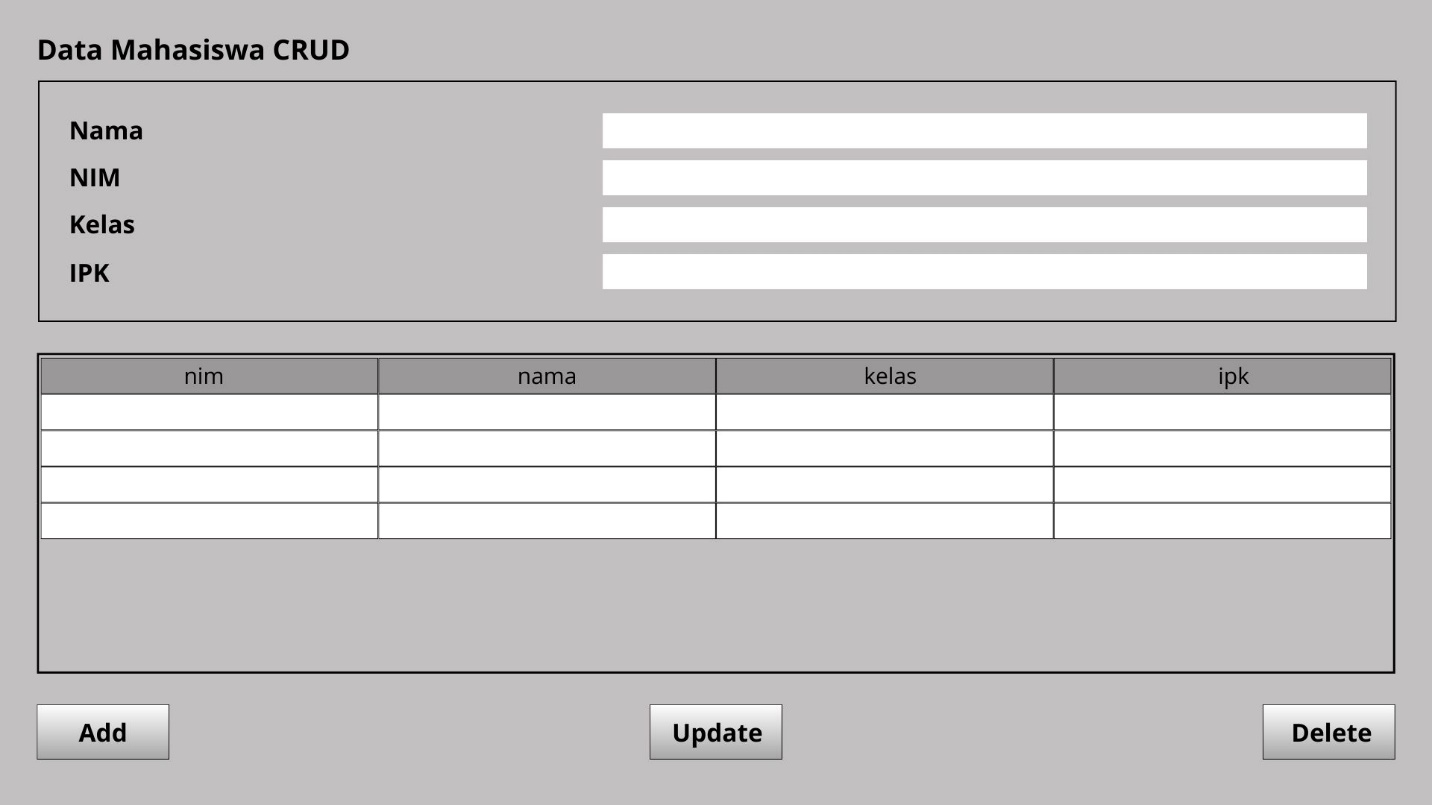 Data Mahasiswa CRUD
Nama
NIM
Kelas
IPK
nim nama kelas ipk
Add Update Delete